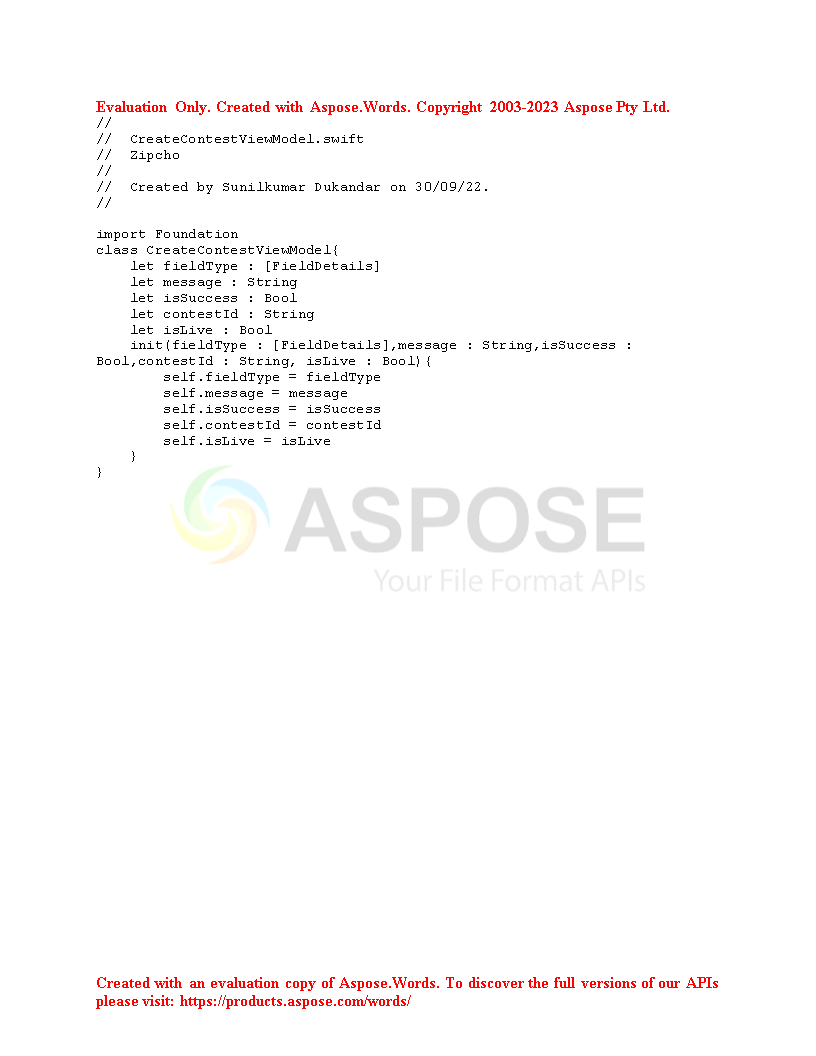 Evaluation Only. Created with Aspose.Words. Copyright 2003-2023 Aspose Pty Ltd.
//
//  CreateContestViewModel.swift
//  Zipcho
//
//  Created by Sunilkumar Dukandar on 30/09/22.
//
import Foundation
class CreateContestViewModel{
    let fieldType : [FieldDetails]
    let message : String
    let isSuccess : Bool
    let contestId : String
    let isLive : Bool
    init(fieldType : [FieldDetails],message : String,isSuccess :
Bool,contestId : String, isLive : Bool){
        self.fieldType = fieldType
        self.message = message
        self.isSuccess = isSuccess
        self.contestId = contestId
        self.isLive = isLive
    }
}
ASPOSE
Your File Format APIs
Created with an evaluation copy of Aspose.Words. To discover the full versions of our APIs
please visit: https://products.aspose.com/words/